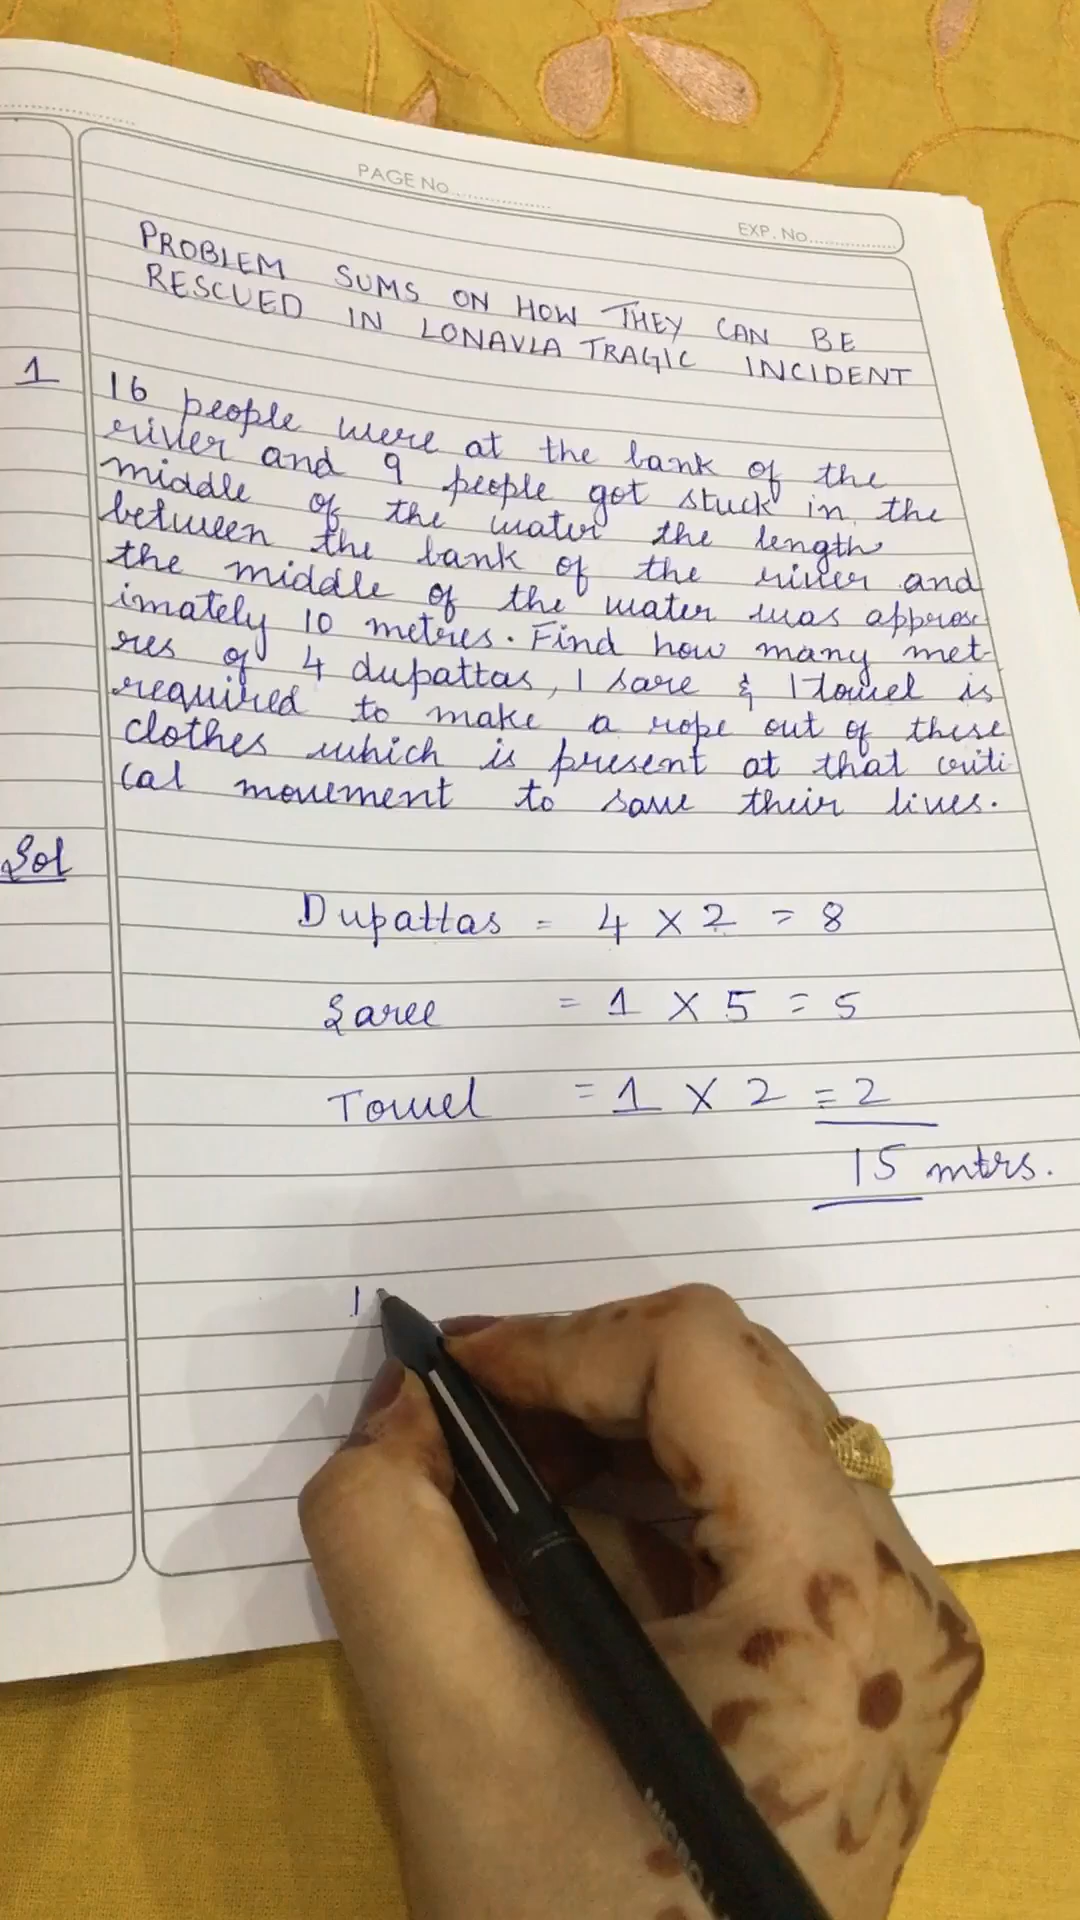 PAGE No.
EXP. No.
PROBLEM SUMS ON HOW THEY CAN BE
RESCUED IN LONAVLA TRAGIC INCIDENT
1 16 people were at the bank of the
river and 9 people got stuck in the
middle of the water the length
between the bank of the river and
the middle of the water was approx
imately 10 metres. Find how many met-
res of 4 dupattas, 1 sare & 1 towel is
required to make a rope out of these
clothes which is present at that criti
cal movement to save their lives.
Sol
Dupattas = 4 X 2 = 8
Saree = 1 X 5 = 5
Towel = 1 X 2 = 2
15 mtrs.
1